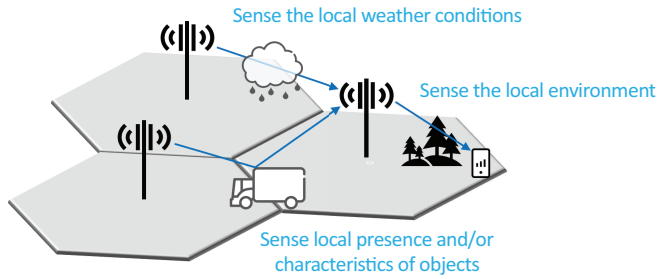 Sense the local weather conditions
Sense the local environment
Sense local presence and/or
characteristics of objects